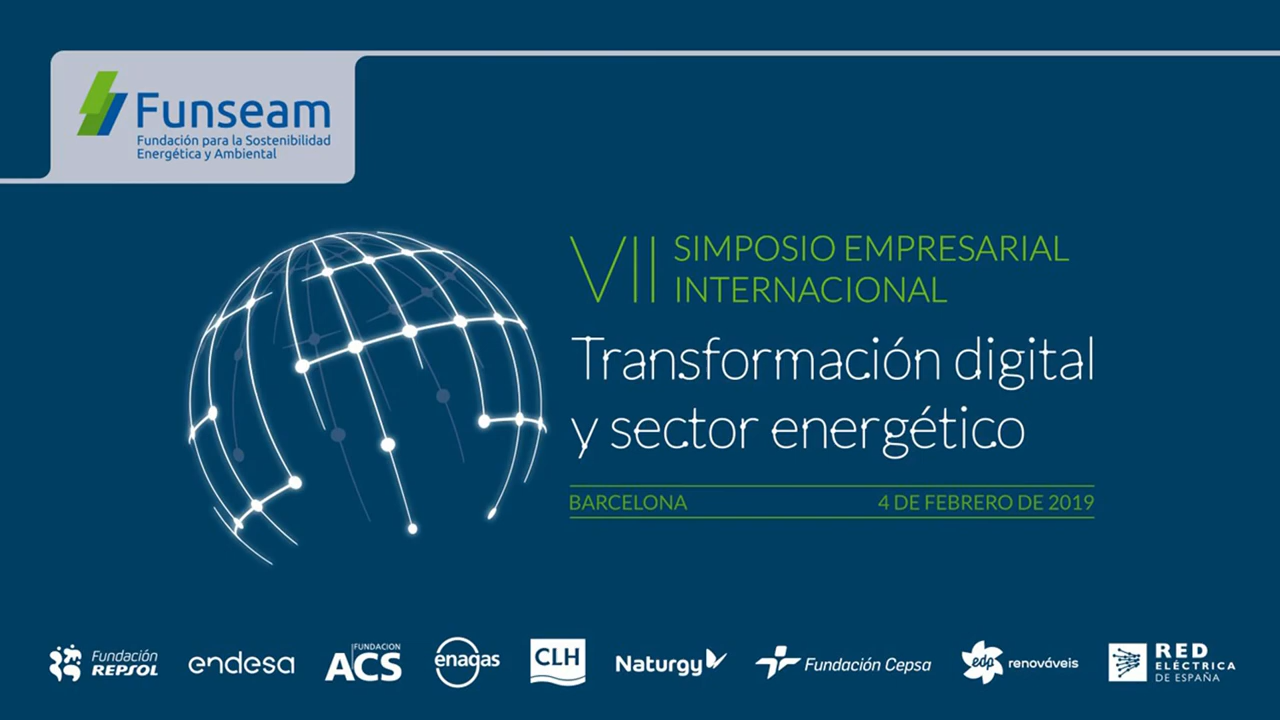 Funseam
Fundación para la Sostenibilidad
Energética y Ambiental
VII SIMPOSIO EMPRESARIAL
INTERNACIONAL
Transformación digital
y sector energético
BARCELONA 4 DE FEBRERO DE 2019
Fundación
REPSOL
endesa
FUNDACION
ACS
enagas
CLH
Naturgy
Fundación Cepsa
edp renováveis
RED
ELÉCTRICA
DE ESPAÑA